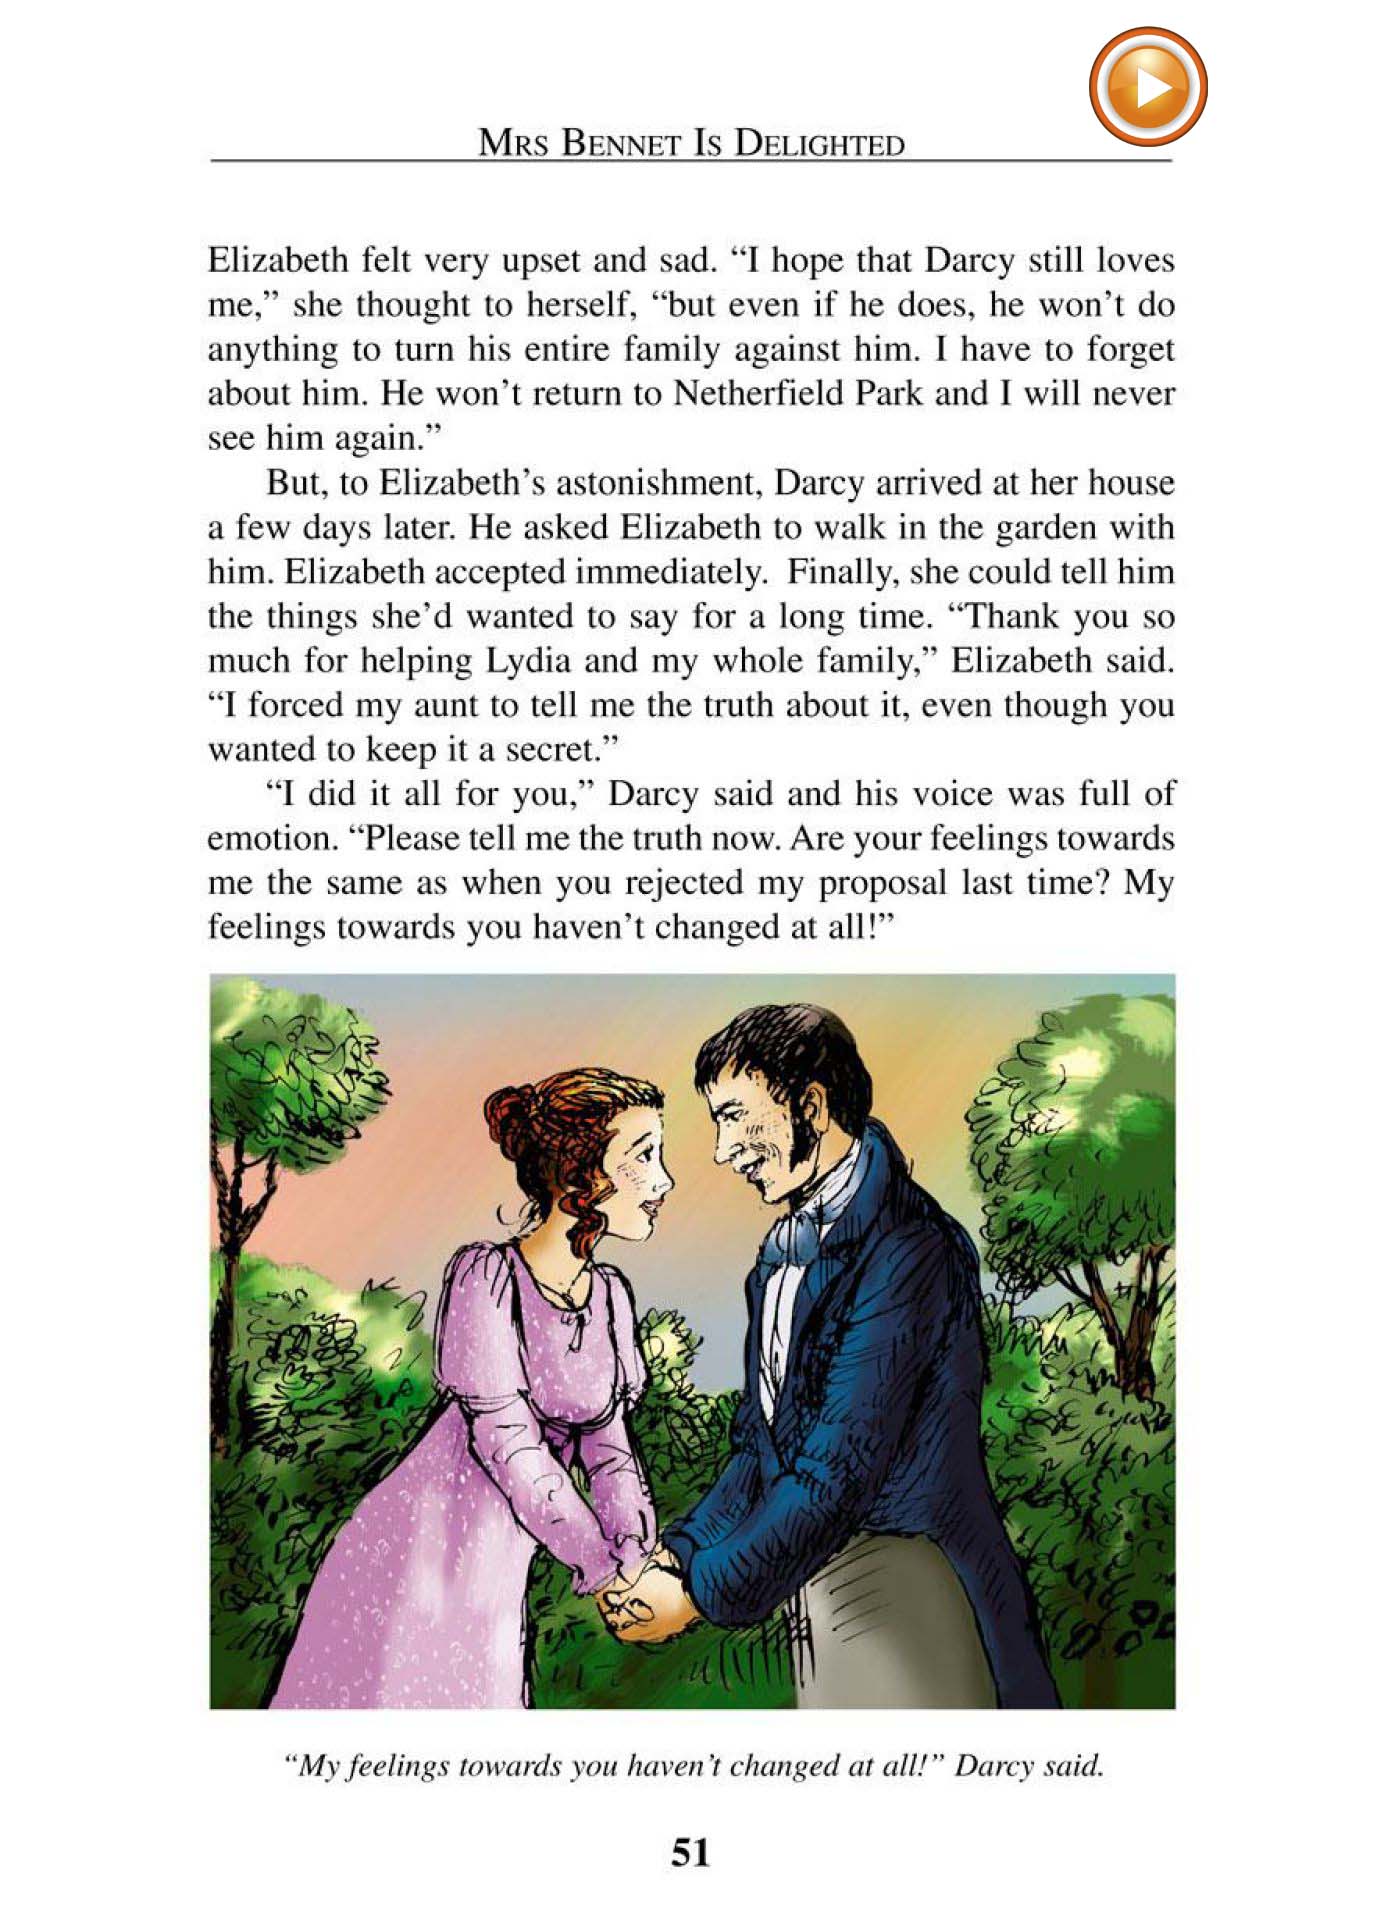 MRS BENNET IS DELIGHTED
Elizabeth felt very upset and sad. “I hope that Darcy still loves
me,” she thought to herself, “but even if he does, he won’t do
anything to turn his entire family against him. I have to forget
about him. He won’t return to Netherfield Park and I will never
see him again.”
But, to Elizabeth’s astonishment, Darcy arrived at her house
a few days later. He asked Elizabeth to walk in the garden with
him. Elizabeth accepted immediately.  Finally, she could tell him
the things she’d wanted to say for a long time. “Thank you so
much for helping Lydia and my whole family,” Elizabeth said.
“I forced my aunt to tell me the truth about it, even though you
wanted to keep it a secret.”
“I did it all for you,” Darcy said and his voice was full of
emotion. “Please tell me the truth now. Are your feelings towards
me the same as when you rejected my proposal last time? My
feelings towards you haven’t changed at all!”
“My feelings towards you haven’t changed at all!” Darcy said.
51